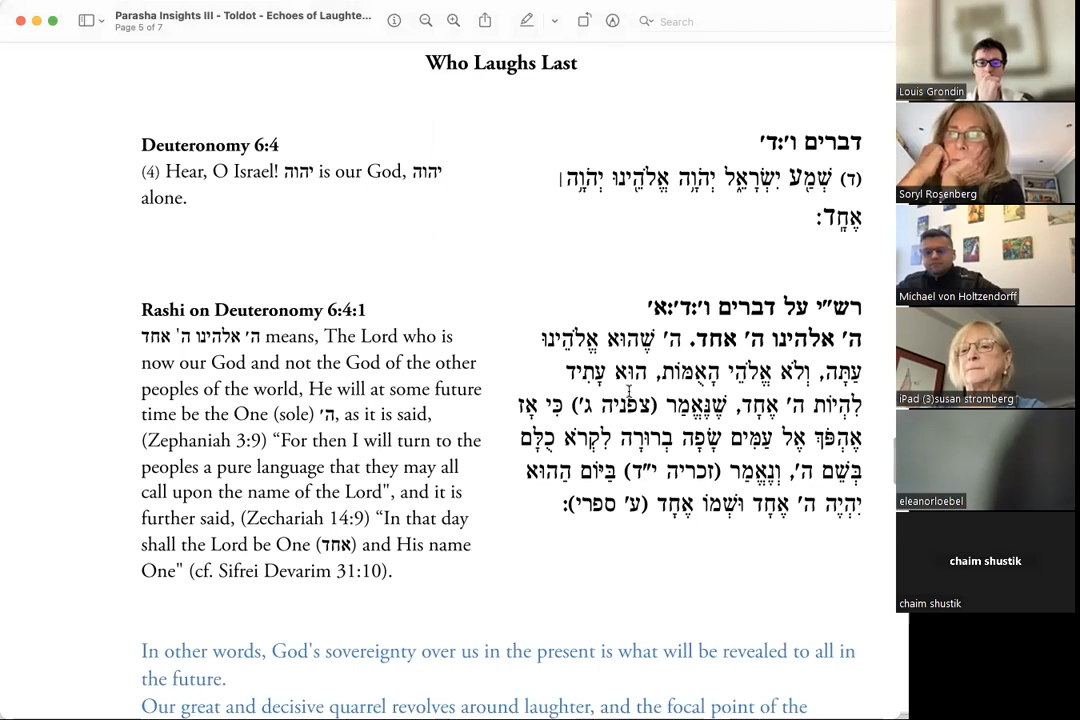 Parasha Insights III - Toldot - Echoes of Laughte...
Page 5 of 7
Search
Who Laughs Last
Deuteronomy 6:4
(4) Hear, O Israel! יהוה is our God, יהוה
alone.
דברים ו׳:ד׳
(ד) שְׁמַ֖ע יִשְׂרָאֵ֑ל יְהֹוָ֥ה אֱלֹהֵ֖ינוּ יְהֹוָ֥ה ׀
אֶחָֽד׃
Rashi on Deuteronomy 6:4:1
ה׳ אלהינו ה' אחד means, The Lord who is
now our God and not the God of the other
peoples of the world, He will at some future
time be the One (sole) ה׳, as it is said,
(Zephaniah 3:9) “For then I will turn to the
peoples a pure language that they may all
call upon the name of the Lord", and it is
further said, (Zechariah 14:9) “In that day
shall the Lord be One (אחד) and His name
One" (cf. Sifrei Devarim 31:10).
רש״י על דברים ו׳:ד׳:א׳
ה׳ אלהינו ה׳ אחד. ה׳ שֶׁהוּא אֱלֹהֵינוּ
עַתָּה, וְלֹא אֱלֹהֵי הָאֻמּוֹת, הוּא עָתִיד
לִהְיוֹת ה׳ אֶחָד, שֶׁנֶּאֱמַר (צפניה ג׳) כִּי אָז
אֶהְפֹּךְ אֶל עַמִּים שָׂפָה בְרוּרָה לִקְרֹא כֻלָּם
בְּשֵׁם ה׳, וְנֶאֱמַר (זכריה י״ד) בַּיּוֹם הַהוּא
יִהְיֶה ה׳ אֶחָד וּשְׁמוֹ אֶחָד (ע׳ ספרי):
In other words, God's sovereignty over us in the present is what will be revealed to all in
the future.
Our great and decisive quarrel revolves around laughter, and the focal point of the
Louis Grondin
Soryl Rosenberg
Michael von Holtzendorff
iPad (3)susan stromberg
eleanorloebel
chaim shustik
chaim shustik